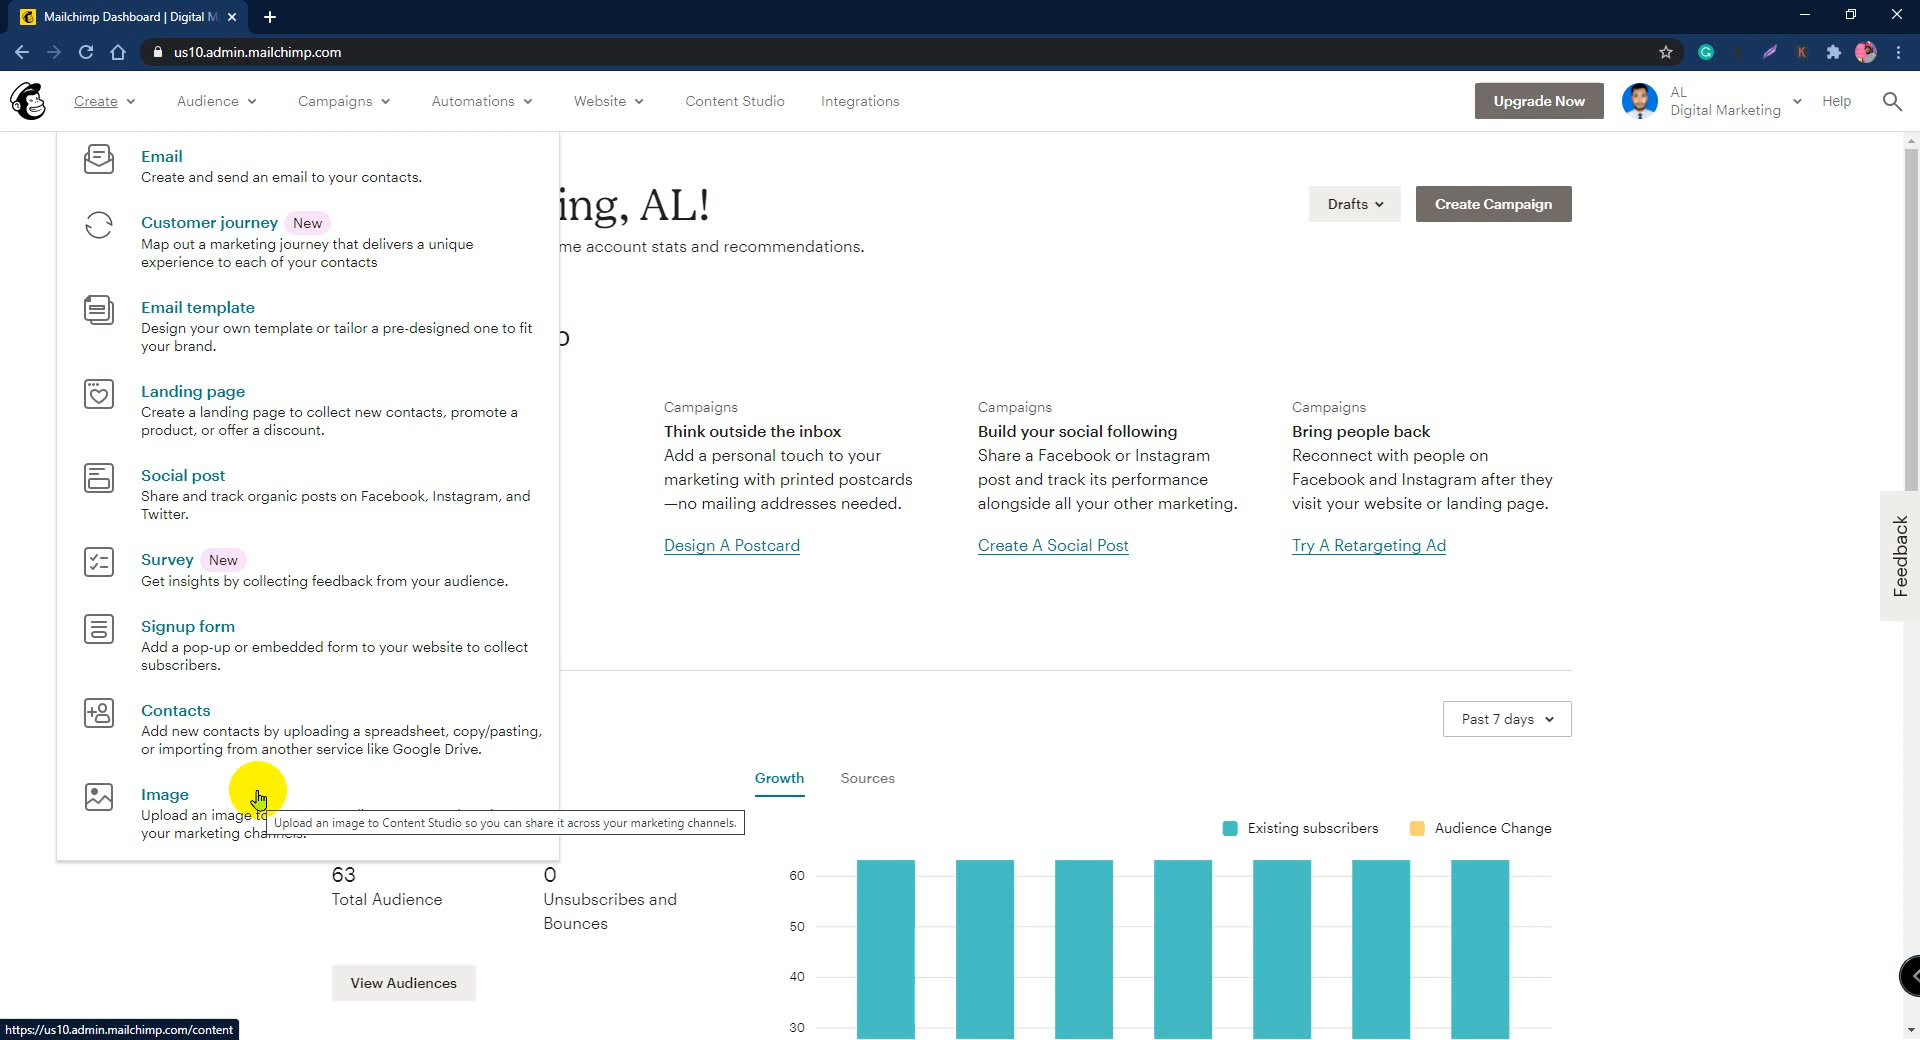 Mailchimp Dashboard | Digital M
us10.admin.mailchimp.com
K
Create
Audience
Campaigns
Automations
Website
Content Studio
Integrations
Upgrade Now
AL
Digital Marketing
Help
Email
Create and send an email to your contacts.
Customer journey New
Map out a marketing journey that delivers a unique
experience to each of your contacts
Email template
Design your own template or tailor a pre-designed one to fit
your brand.
Landing page
Create a landing page to collect new contacts, promote a
product, or offer a discount.
Social post
Share and track organic posts on Facebook, Instagram, and
Twitter.
Survey New
Get insights by collecting feedback from your audience.
Signup form
Add a pop-up or embedded form to your website to collect
subscribers.
Contacts
Add new contacts by uploading a spreadsheet, copy/pasting,
or importing from another service like Google Drive.
Image
Upload an image to
your marketing channels.
Upload an image to Content Studio so you can share it across your marketing channels.
ing, AL!
me account stats and recommendations.
Drafts
Create Campaign
Campaigns
Think outside the inbox
Add a personal touch to your
marketing with printed postcards
—no mailing addresses needed.
Design A Postcard
Campaigns
Build your social following
Share a Facebook or Instagram
post and track its performance
alongside all your other marketing.
Create A Social Post
Campaigns
Bring people back
Reconnect with people on
Facebook and Instagram after they
visit your website or landing page.
Try A Retargeting Ad
Feedback
Past 7 days
Growth
Sources
Existing subscribers
Audience Change
63
Total Audience
0
Unsubscribes and
Bounces
View Audiences
60
50
40
30
https://us10.admin.mailchimp.com/content